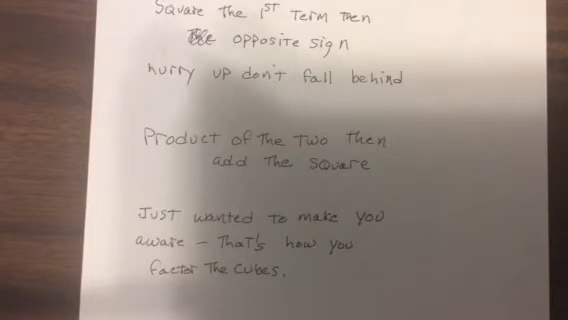 Square the 1ST Term then
opposite sign
hurry up don't fall behind
Product of The Two Then
add The square
JUST wanted To make you
aware – That's how you
factor The cubes.